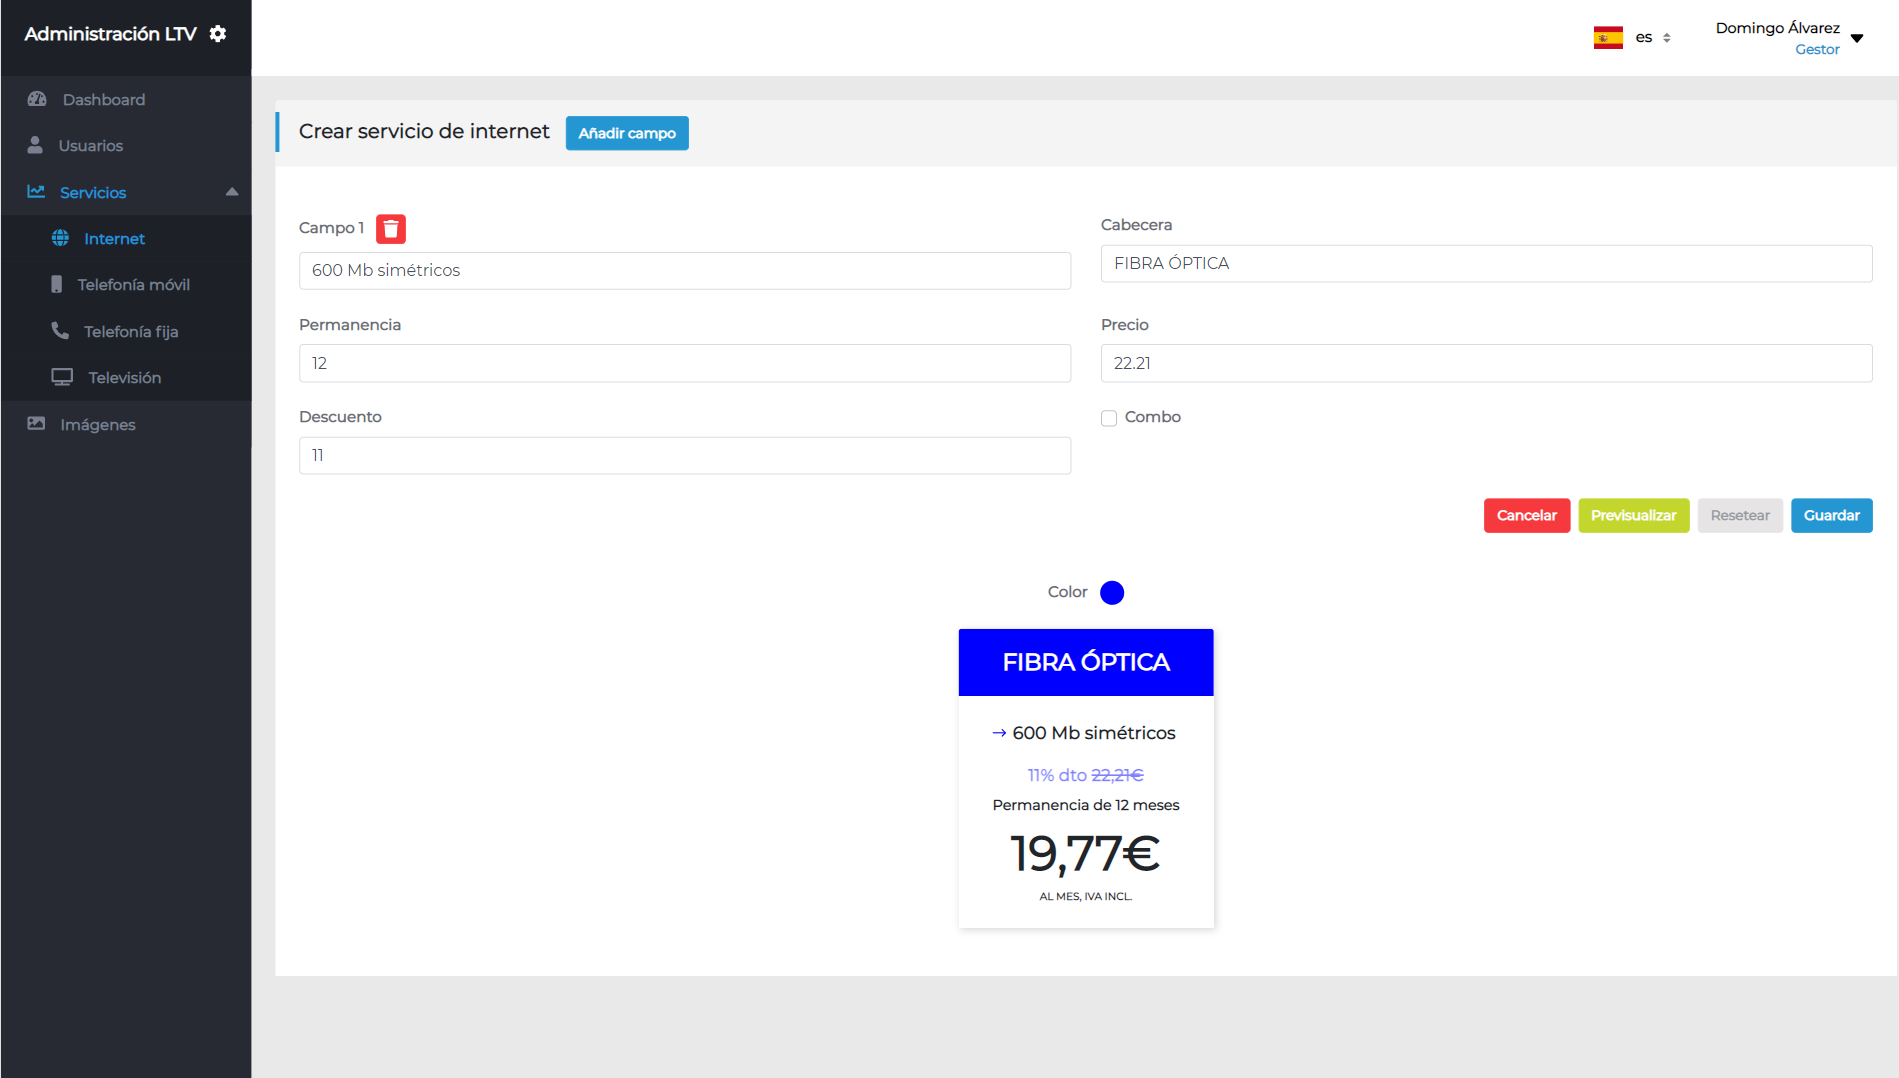 Administración LTV
es
Domingo Álvarez
Gestor
Dashboard
Usuarios
Servicios
Internet
Telefonía móvil
Telefonía fija
Televisión
Imágenes
Crear servicio de internet
Añadir campo
Campo 1
600 Mb simétricos
Cabecera
FIBRA ÓPTICA
Permanencia
12
Precio
22.21
Descuento
11
Combo
Cancelar
Previsualizar
Resetear
Guardar
Color
FIBRA ÓPTICA
→ 600 Mb simétricos
11% dto 22,21€
Permanencia de 12 meses
19,77€
AL MES, IVA INCL.